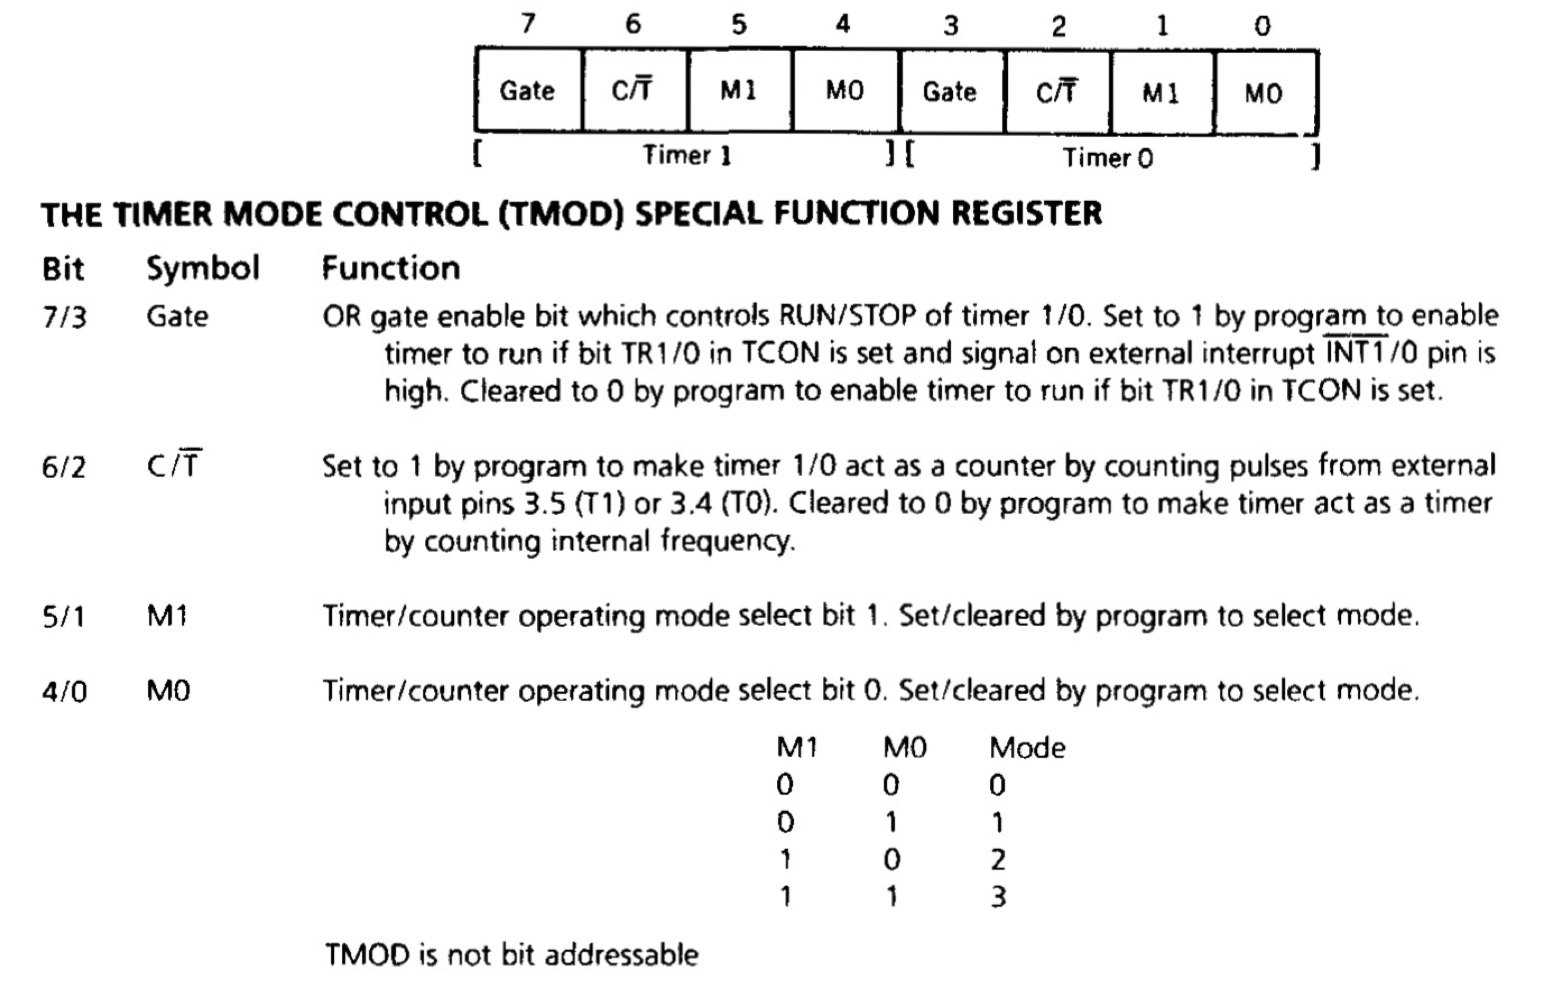 7 6 5 4 3 2 1 0
Gate C/T̅ M1 M0 Gate C/T̅ M1 M0
[ Timer 1 ] [ Timer 0 ]
THE TIMER MODE CONTROL (TMOD) SPECIAL FUNCTION REGISTER
Bit Symbol Function
7/3 Gate OR gate enable bit which controls RUN/STOP of timer 1/0. Set to 1 by program to enable
timer to run if bit TR1/0 in TCON is set and signal on external interrupt I̅N̅T̅1̅/0 pin is
high. Cleared to 0 by program to enable timer to run if bit TR1/0 in TCON is set.
6/2 C/T̅ Set to 1 by program to make timer 1/0 act as a counter by counting pulses from external
input pins 3.5 (T1) or 3.4 (T0). Cleared to 0 by program to make timer act as a timer
by counting internal frequency.
5/1 M1 Timer/counter operating mode select bit 1. Set/cleared by program to select mode.
4/0 M0 Timer/counter operating mode select bit 0. Set/cleared by program to select mode.
M1 M0 Mode
0 0 0
0 1 1
1 0 2
1 1 3
TMOD is not bit addressable